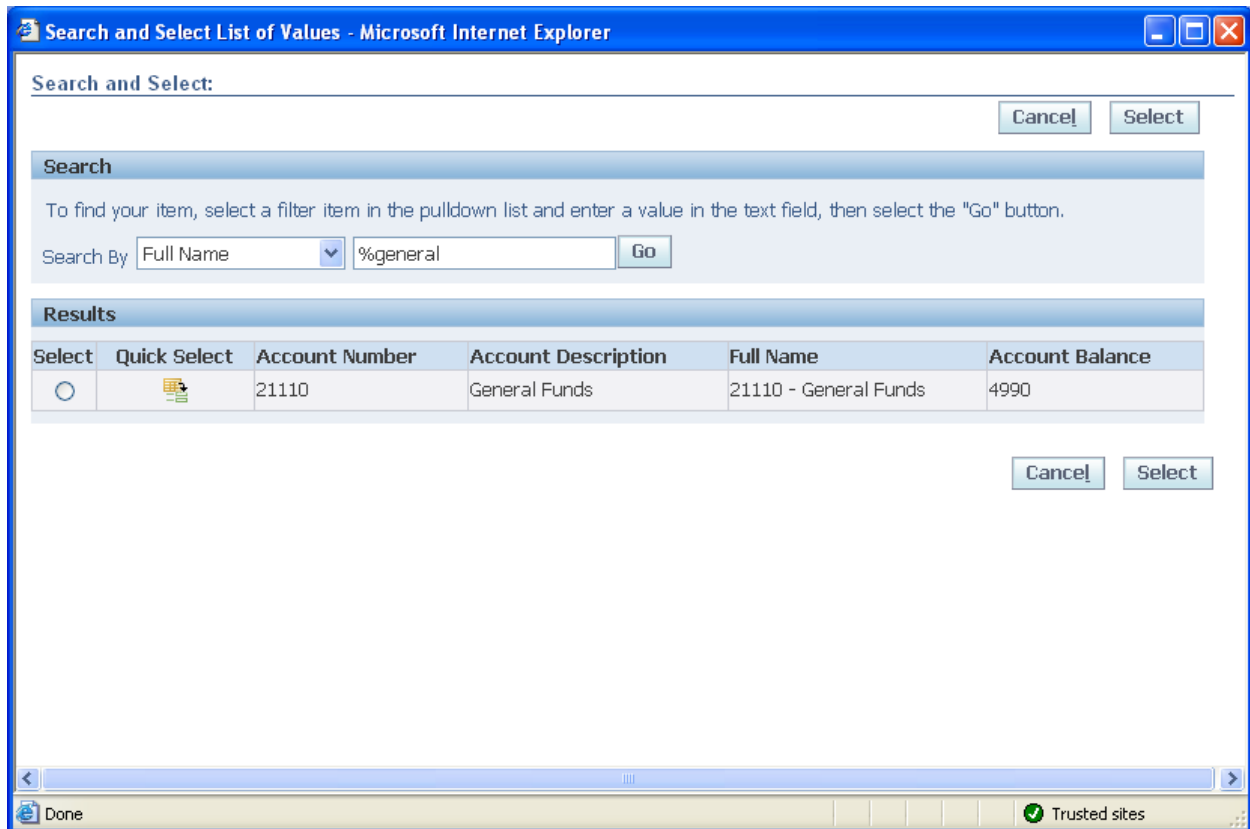 Search and Select List of Values - Microsoft Internet Explorer
Search and Select:
Cancel Select
Search
To find your item, select a filter item in the pulldown list and enter a value in the text field, then select the "Go" button.
Search By Full Name %general Go
Results
Select Quick Select Account Number Account Description Full Name Account Balance
21110 General Funds 21110 - General Funds 4990
Cancel Select
Done Trusted sites